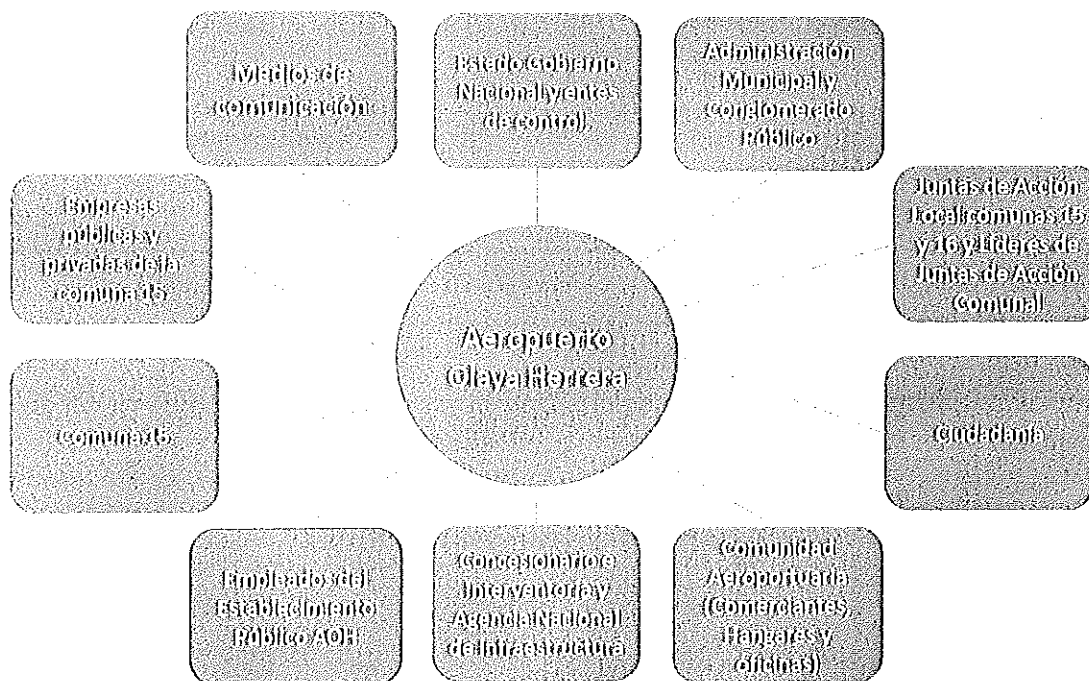 Medios de
comunicación
Estado Gobierno
Nacional y entes
de control.
Administración
Municipal y
Conglomerado
Público
Empresas
públicas y
privadas de la
comuna 15
Juntas de Acción
Local comunas 15
y 16 y Líderes de
Juntas de Acción
Comunal
Aeropuerto
Olaya Herrera
Comuna 15
Ciudadanía
Empleados del
Establecimiento
Público AOH
Concesionario e
Interventoría y
Agencia Nacional
de Infraestructura
Comunidad
Aeroportuaria
(Comerciantes,
Hangares y
oficinas)